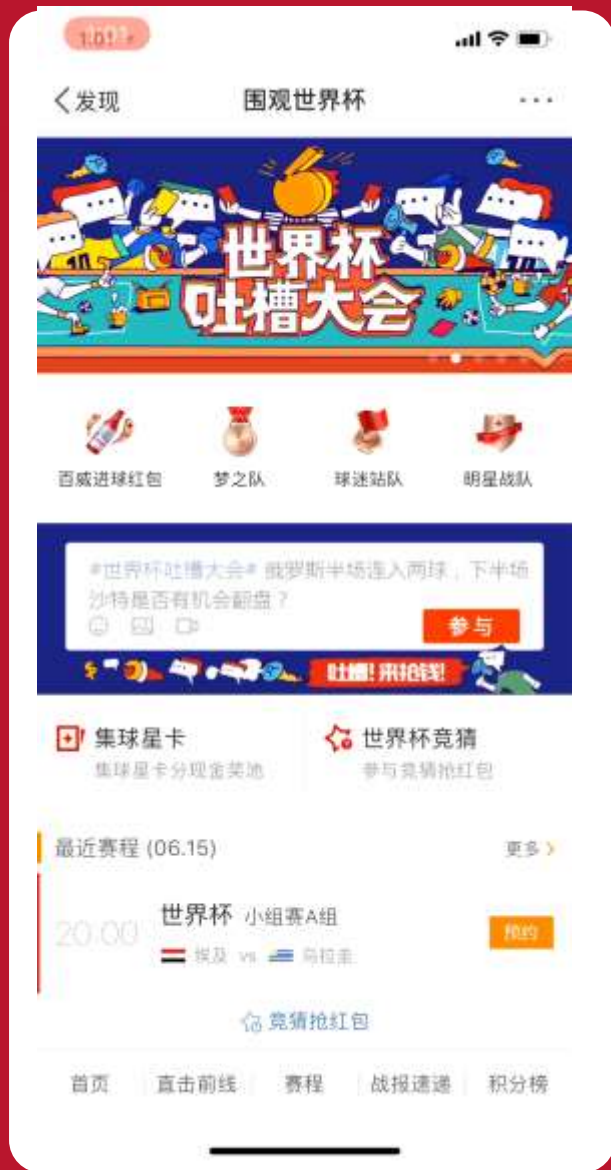 发现
围观世界杯
...
世界杯
吐槽大会
百威进球红包
梦之队
球迷站队
明星战队
#世界杯吐槽大会# 俄罗斯半场连入两球，下半场
沙特是否有机会翻盘？
参与
吐槽！来抢钱！
集球星卡
集球星卡分现金奖池
世界杯竞猜
参与竞猜抢红包
最近赛程 (06.15)
更多
20:00
世界杯 小组赛A组
埃及 vs 乌拉圭
预约
竞猜抢红包
首页
直击前线
赛程
战报速递
积分榜